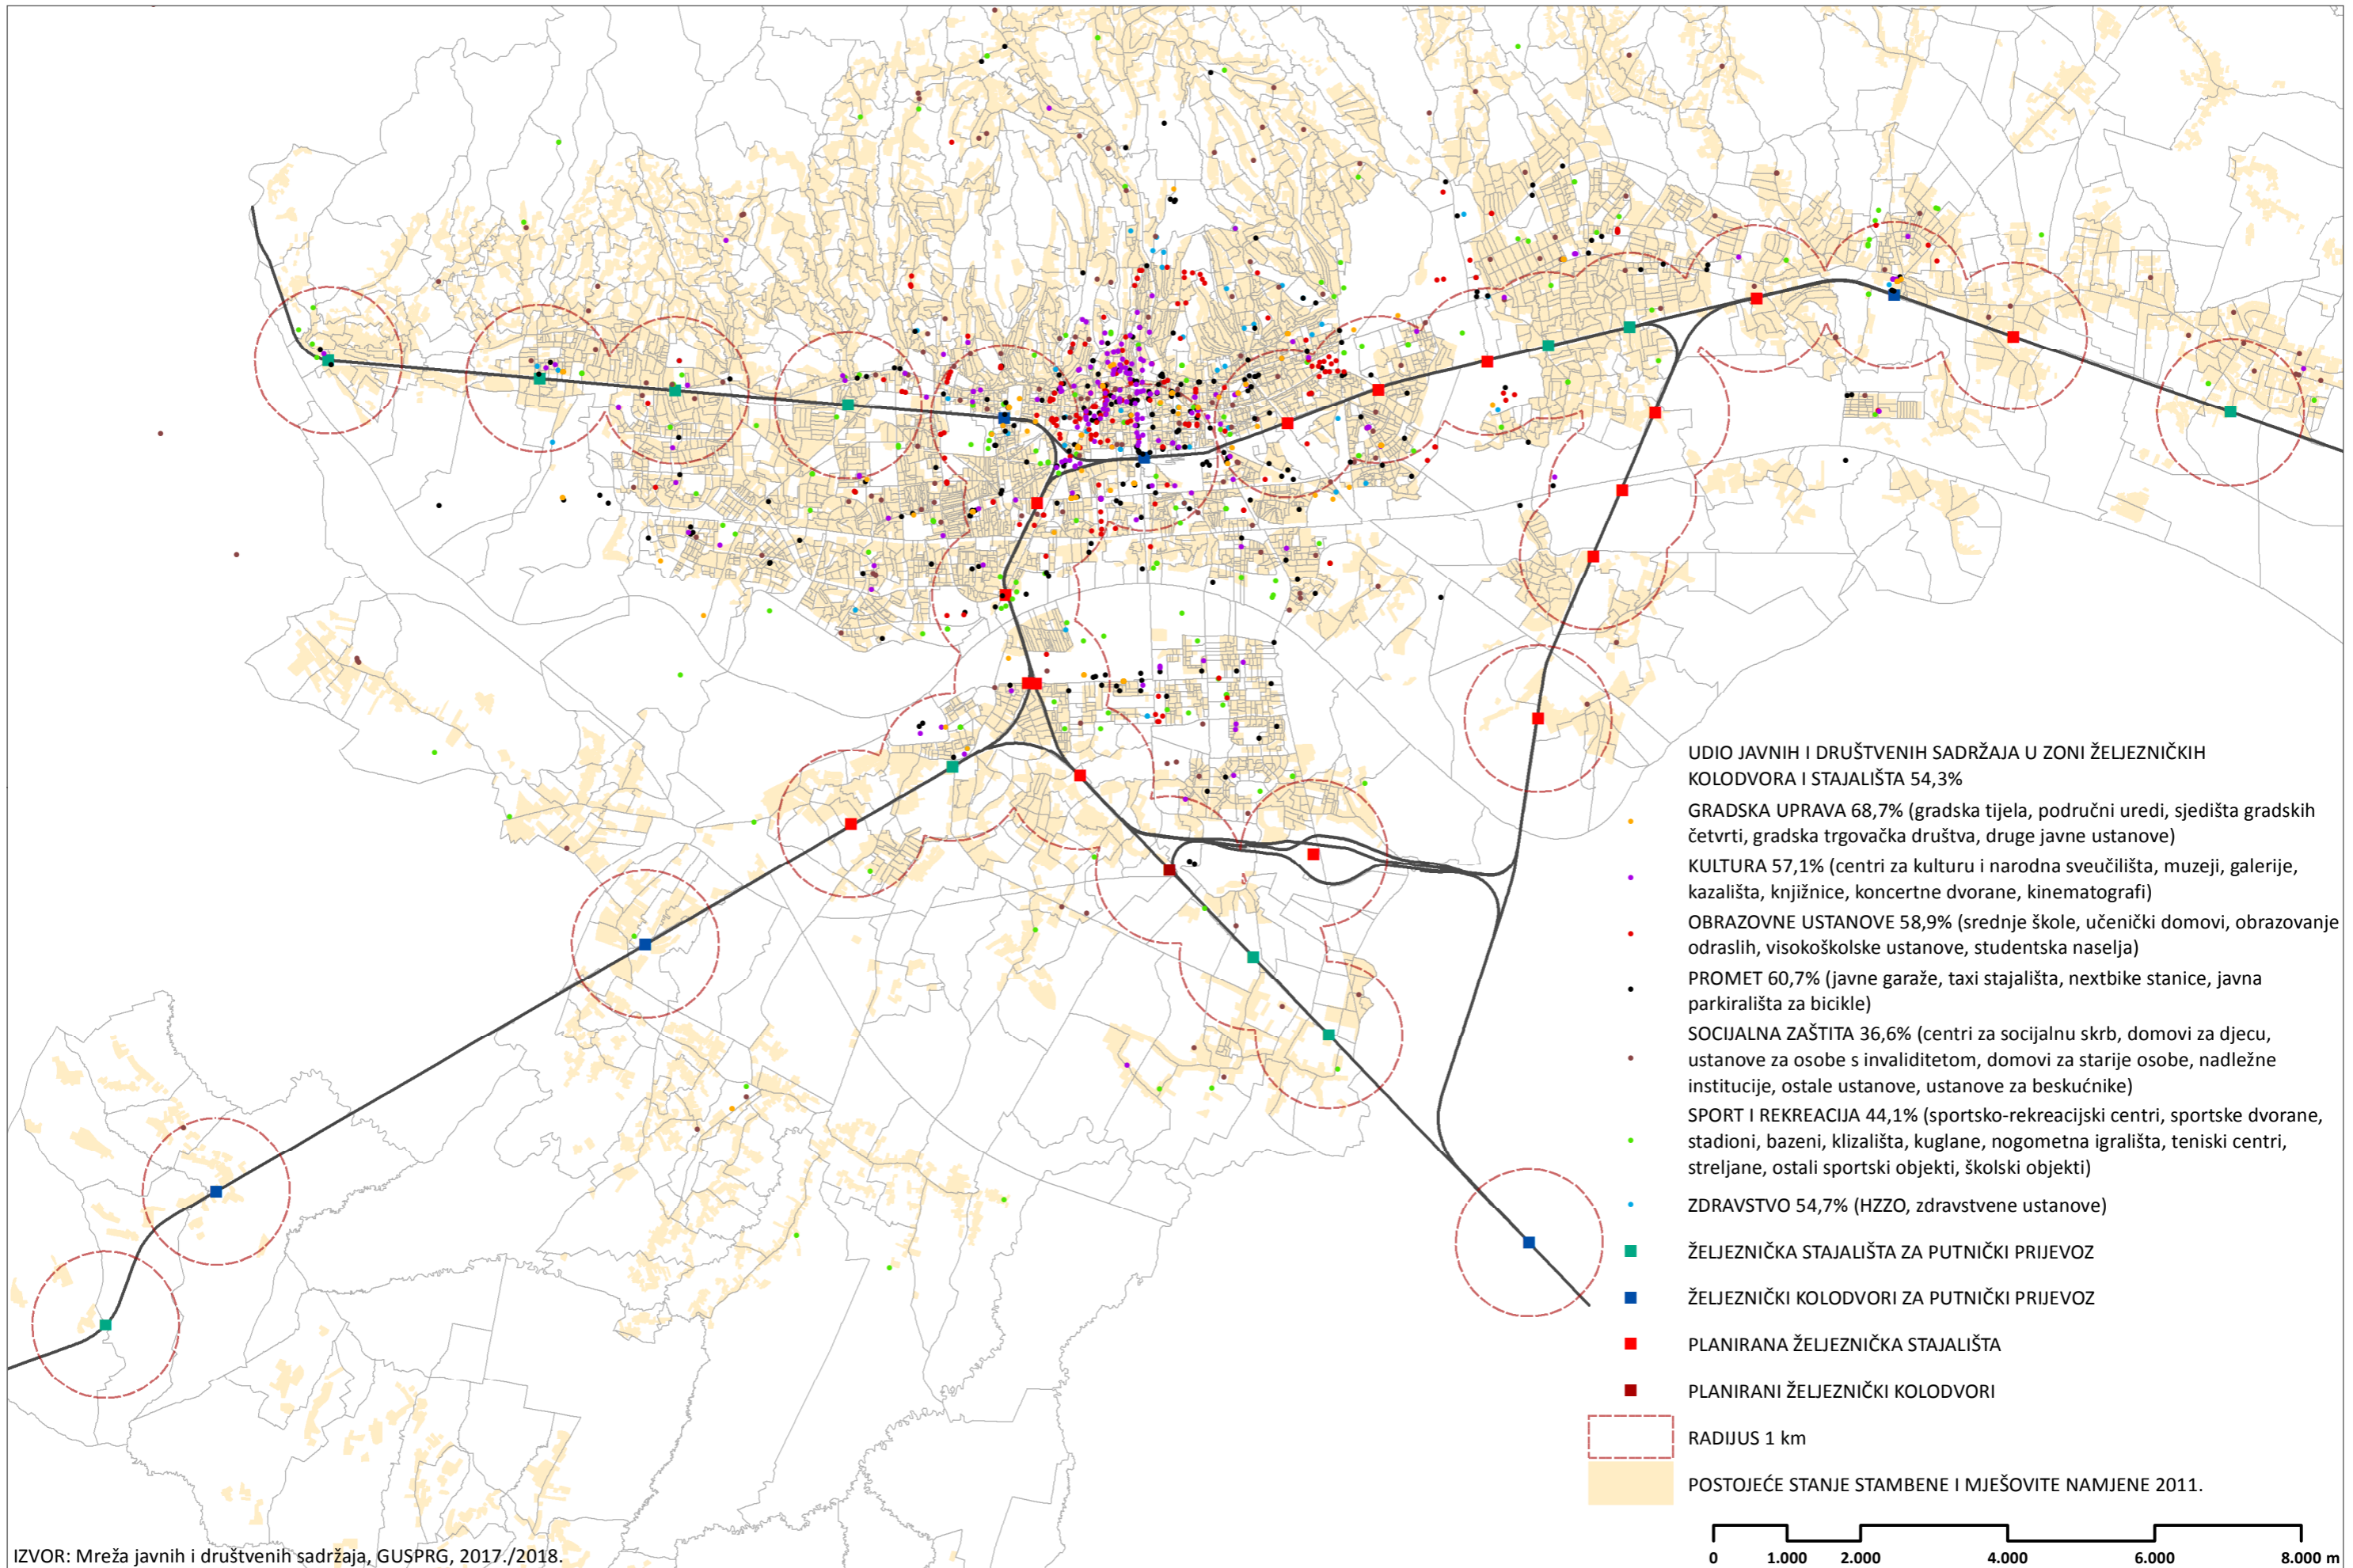 UDIO JAVNIH I DRUŠTVENIH SADRŽAJA U ZONI ŽELJEZNIČKIH
KOLODVORA I STAJALIŠTA 54,3%
GRADSKA UPRAVA 68,7% (gradska tijela, područni uredi, sjedišta gradskih
četvrti, gradska trgovačka društva, druge javne ustanove)
KULTURA 57,1% (centri za kulturu i narodna sveučilišta, muzeji, galerije,
kazališta, knjižnice, koncertne dvorane, kinematografi)
OBRAZOVNE USTANOVE 58,9% (srednje škole, učenički domovi, obrazovanje
odraslih, visokoškolske ustanove, studentska naselja)
PROMET 60,7% (javne garaže, taxi stajališta, nextbike stanice, javna
parkirališta za bicikle)
SOCIJALNA ZAŠTITA 36,6% (centri za socijalnu skrb, domovi za djecu,
ustanove za osobe s invaliditetom, domovi za starije osobe, nadležne
institucije, ostale ustanove, ustanove za beskućnike)
SPORT I REKREACIJA 44,1% (sportsko-rekreacijski centri, sportske dvorane,
stadioni, bazeni, klizališta, kuglane, nogometna igrališta, teniski centri,
streljane, ostali sportski objekti, školski objekti)
ZDRAVSTVO 54,7% (HZZO, zdravstvene ustanove)
ŽELJEZNIČKA STAJALIŠTA ZA PUTNIČKI PRIJEVOZ
ŽELJEZNIČKI KOLODVORI ZA PUTNIČKI PRIJEVOZ
PLANIRANA ŽELJEZNIČKA STAJALIŠTA
PLANIRANI ŽELJEZNIČKI KOLODVORI
RADIJUS 1 km
POSTOJEĆE STANJE STAMBENE I MJEŠOVITE NAMJENE 2011.
0 1.000 2.000 4.000 6.000 8.000 m
IZVOR: Mreža javnih i društvenih sadržaja, GUSPRG, 2017./2018.